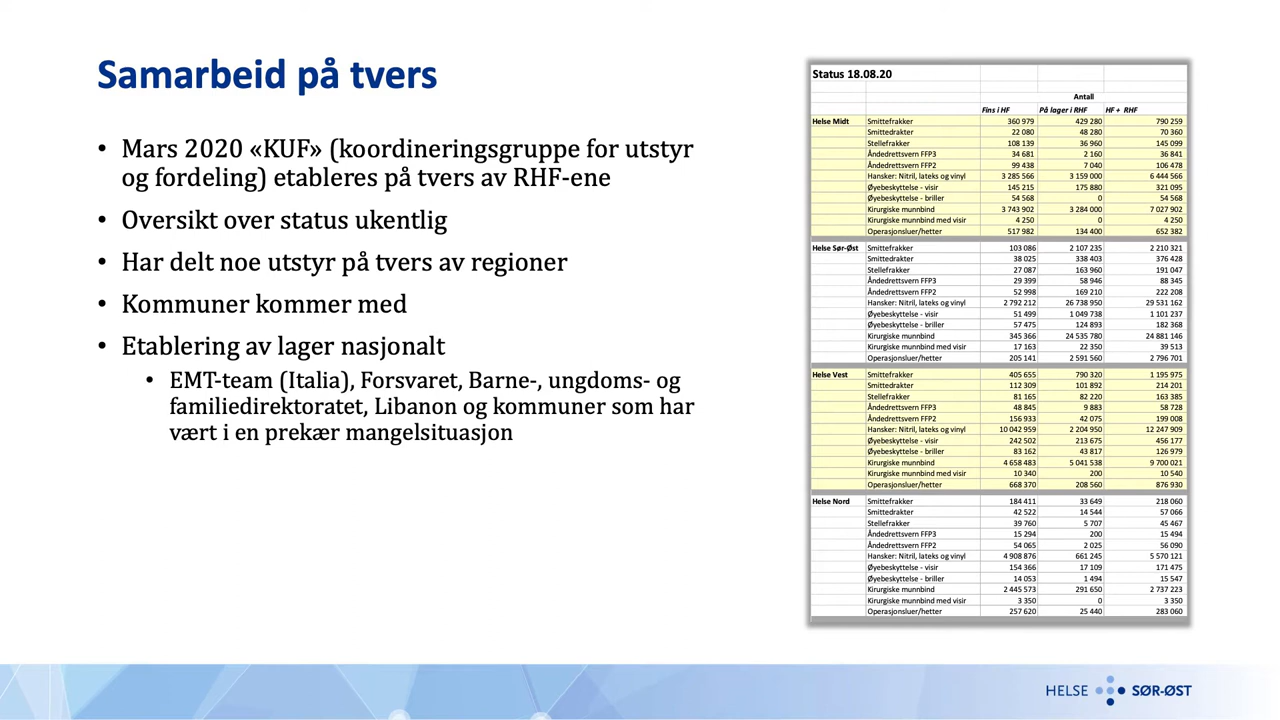 Samarbeid på tvers
• Mars 2020 «KUF» (koordineringsgruppe for utstyr
og fordeling) etableres på tvers av RHF-ene
• Oversikt over status ukentlig
• Har delt noe utstyr på tvers av regioner
• Kommuner kommer med
• Etablering av lager nasjonalt
• EMT-team (Italia), Forsvaret, Barne-, ungdoms- og
familiedirektoratet, Libanon og kommuner som har
vært i en prekær mangelsituasjon
Status 18.08.20
Antall
Fins i HF På lager i RHF HF + RHF
Helse Midt Smittefrakker 360 979 429 280 790 259
Smittedrakter 22 080 48 280 70 360
Stellefrakker 108 139 36 960 145 099
Åndedrettsvern FFP3 34 681 2 160 36 841
Åndedrettsvern FFP2 99 438 7 040 106 478
Hansker: Nitril, lateks og vinyl 3 285 566 3 159 000 6 444 566
Øyebeskyttelse - visir 145 215 175 880 321 095
Øyebeskyttelse - briller 54 568 0 54 568
Kirurgiske munnbind 3 743 902 3 284 000 7 027 902
Kirurgiske munnbind med visir 4 250 0 4 250
Operasjonsluer/hetter 517 982 134 400 652 382
Helse Sør-Øst Smittefrakker 103 086 2 107 235 2 210 321
Smittedrakter 38 025 338 403 376 428
Stellefrakker 27 087 163 960 191 047
Åndedrettsvern FFP3 29 399 58 946 88 345
Åndedrettsvern FFP2 52 998 169 210 222 208
Hansker: Nitril, lateks og vinyl 2 792 212 26 738 950 29 531 162
Øyebeskyttelse - visir 51 499 1 049 738 1 101 237
Øyebeskyttelse - briller 57 475 124 893 182 368
Kirurgiske munnbind 345 366 24 535 780 24 881 146
Kirurgiske munnbind med visir 17 163 22 350 39 513
Operasjonsluer/hetter 205 141 2 591 560 2 796 701
Helse Vest Smittefrakker 405 655 790 320 1 195 975
Smittedrakter 112 309 101 892 214 201
Stellefrakker 81 165 82 220 163 385
Åndedrettsvern FFP3 48 845 9 883 58 728
Åndedrettsvern FFP2 156 933 42 075 199 008
Hansker: Nitril, lateks og vinyl 10 042 959 2 204 950 12 247 909
Øyebeskyttelse - visir 242 502 213 675 456 177
Øyebeskyttelse - briller 83 162 43 817 126 979
Kirurgiske munnbind 4 658 483 5 041 538 9 700 021
Kirurgiske munnbind med visir 10 340 200 10 540
Operasjonsluer/hetter 668 370 208 560 876 930
Helse Nord Smittefrakker 184 411 33 649 218 060
Smittedrakter 42 522 14 544 57 066
Stellefrakker 39 760 5 707 45 467
Åndedrettsvern FFP3 15 294 200 15 494
Åndedrettsvern FFP2 54 065 2 025 56 090
Hansker: Nitril, lateks og vinyl 4 908 876 661 245 5 570 121
Øyebeskyttelse - visir 154 366 17 109 171 475
Øyebeskyttelse - briller 14 053 1 494 15 547
Kirurgiske munnbind 2 445 573 291 650 2 737 223
Kirurgiske munnbind med visir 3 350 0 3 350
Operasjonsluer/hetter 257 620 25 440 283 060
HELSE SØR-ØST